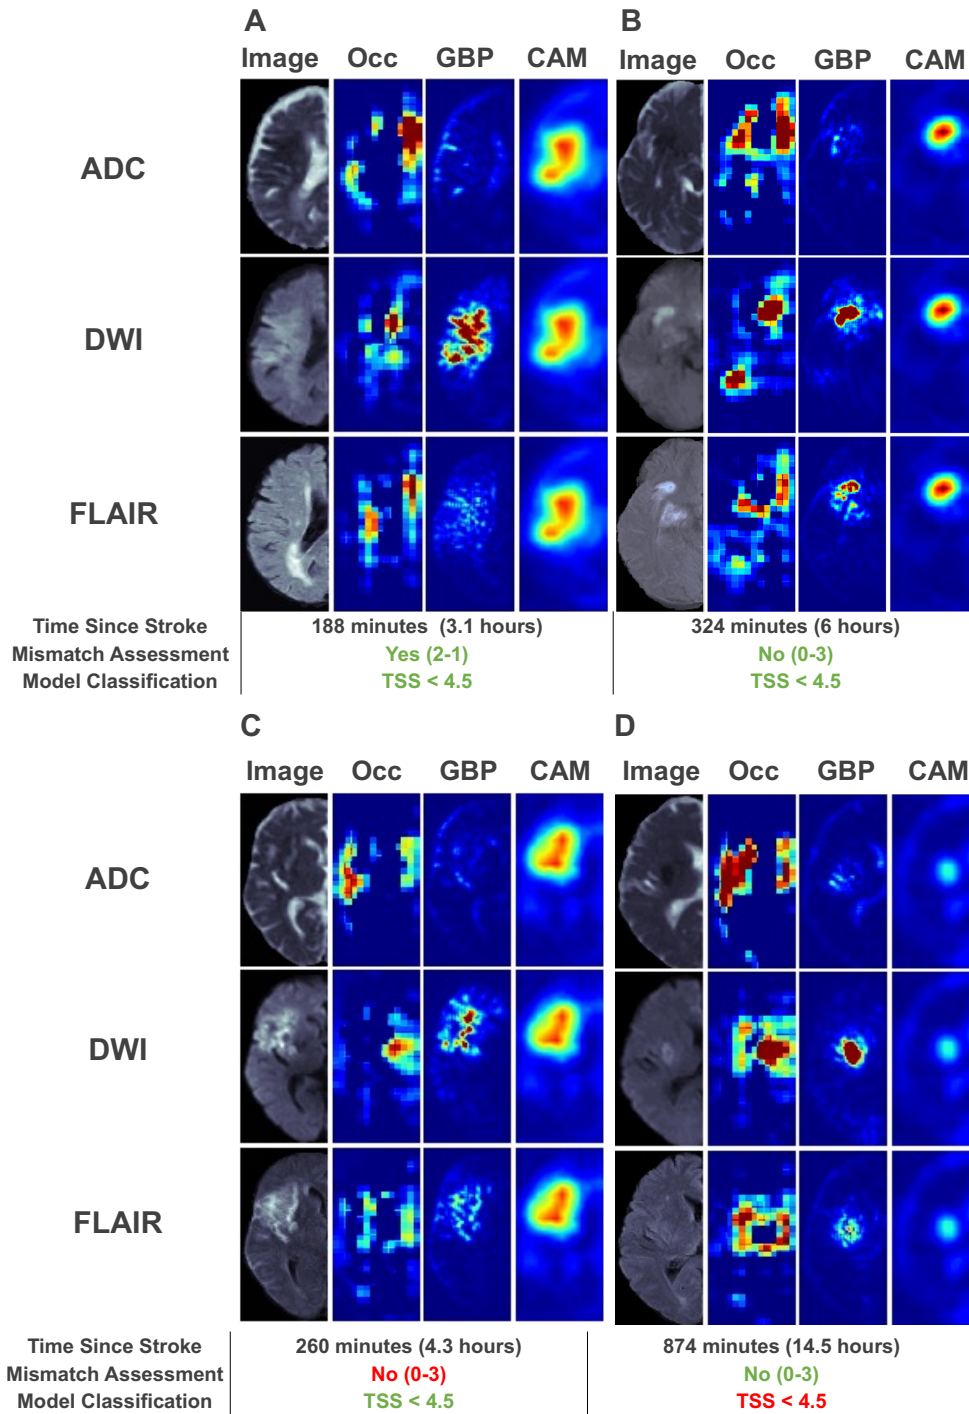 A B
Image Occ GBP CAM Image Occ GBP CAM
ADC
DWI
FLAIR
Time Since Stroke 188 minutes (3.1 hours) 324 minutes (6 hours)
Mismatch Assessment Yes (2-1) No (0-3)
Model Classification TSS < 4.5 TSS < 4.5
C D
Image Occ GBP CAM Image Occ GBP CAM
ADC
DWI
FLAIR
Time Since Stroke 260 minutes (4.3 hours) 874 minutes (14.5 hours)
Mismatch Assessment No (0-3) No (0-3)
Model Classification TSS < 4.5 TSS < 4.5